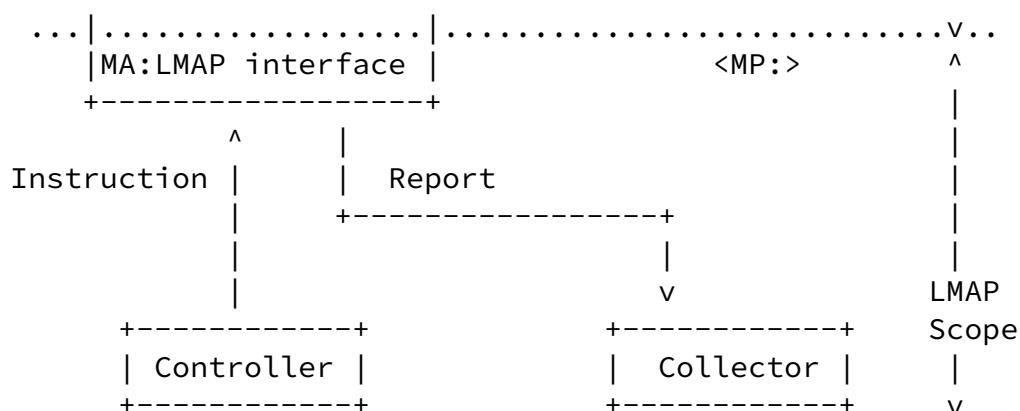 ...|..................|.............................v..
|MA:LMAP interface | <MP:> ^
+------------------+ |
^ | |
Instruction | | Report |
| +-----------------+ |
| | |
| v LMAP
+------------+ +-----------+ Scope
| Controller | | Collector | |
+------------+ +-----------+ v